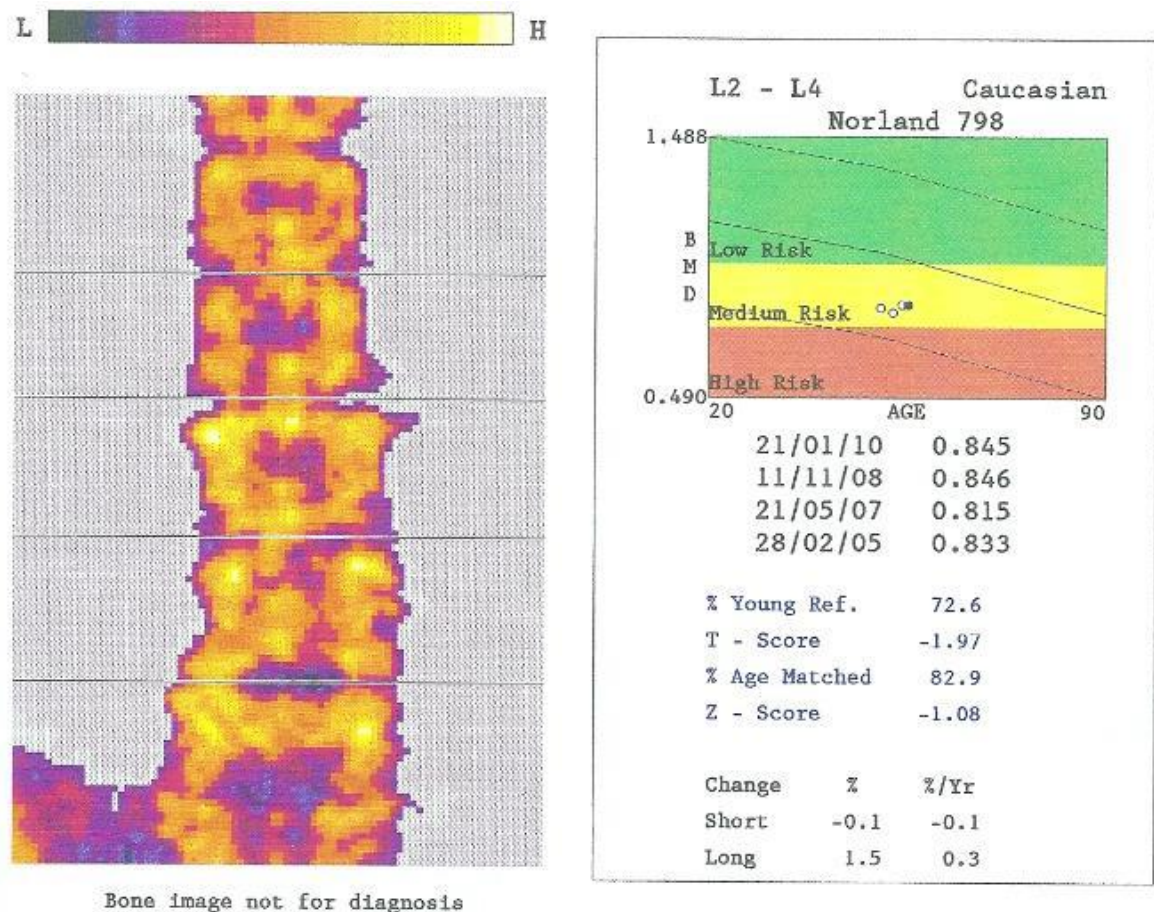 L H
Bone image not for diagnosis
L2 - L4 Caucasian
Norland 798
1.488
B
M
D
Low Risk
Medium Risk
High Risk
0.490
20 AGE 90
21/01/10 0.845
11/11/08 0.846
21/05/07 0.815
28/02/05 0.833
% Young Ref. 72.6
T - Score -1.97
% Age Matched 82.9
Z - Score -1.08
Change % %/Yr
Short -0.1 -0.1
Long 1.5 0.3